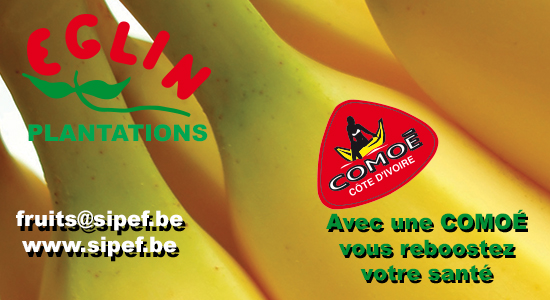 EGLIN
PLANTATIONS
COMOÉ
CÔTE D'IVOIRE
fruits@sipef.be
www.sipef.be
Avec une COMOÉ
vous reboostez
votre santé